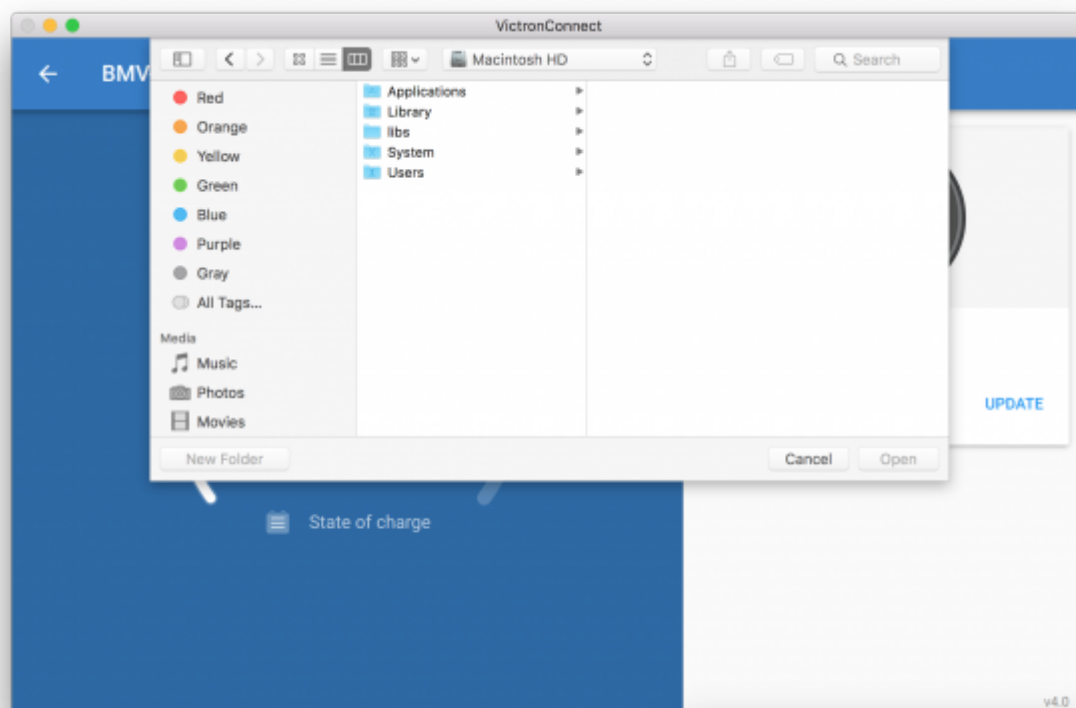 VictronConnect
BMV
Macintosh HD
Search
Red
Orange
Yellow
Green
Blue
Purple
Gray
All Tags...
Media
Music
Photos
Movies
Applications
Library
libs
System
Users
UPDATE
New Folder
Cancel
Open
State of charge
v4.0